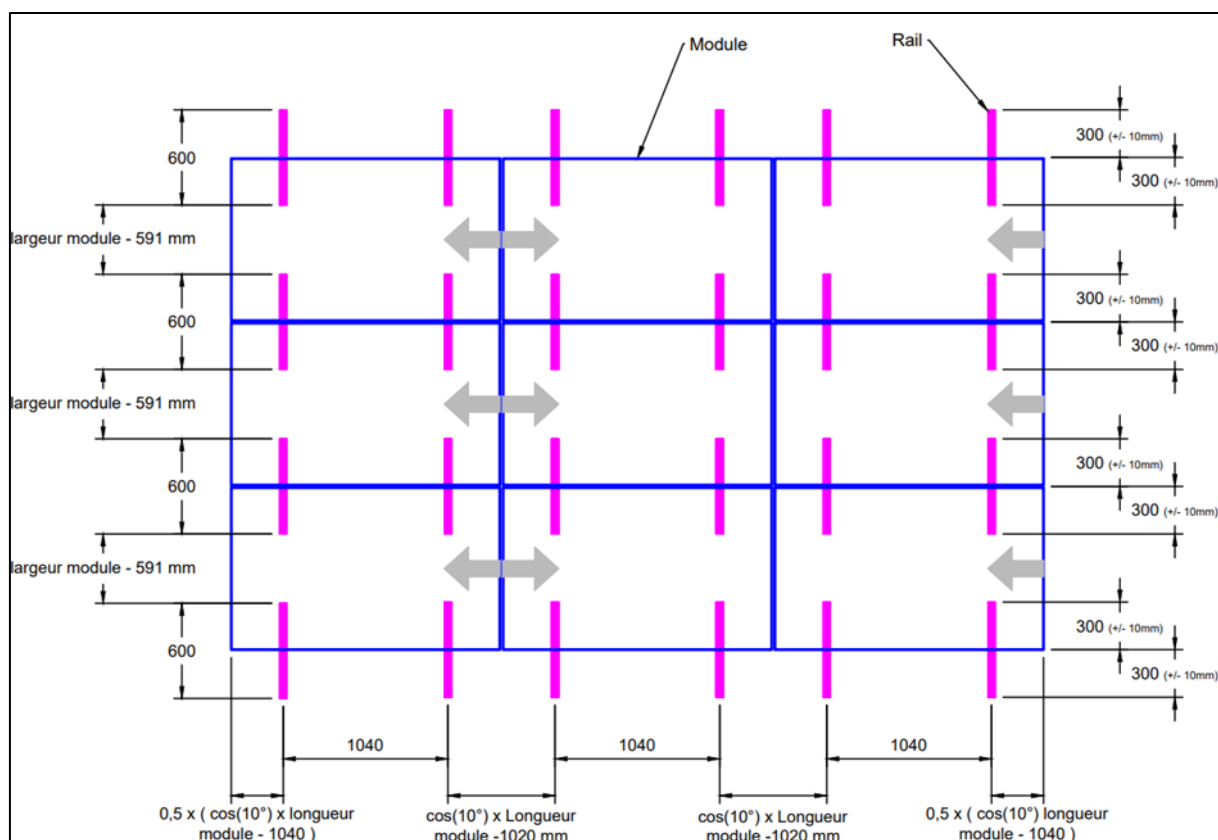 Module
Rail
600
300 (+/- 10mm)
300 (+/- 10mm)
largeur module - 591 mm
600
300 (+/- 10mm)
300 (+/- 10mm)
largeur module - 591 mm
600
300 (+/- 10mm)
300 (+/- 10mm)
largeur module - 591 mm
600
300 (+/- 10mm)
300 (+/- 10mm)
1040
1040
1040
0,5 x ( cos(10°) x longueur
module - 1040 )
cos(10°) x Longueur
module -1020 mm
cos(10°) x Longueur
module -1020 mm
0,5 x ( cos(10°) longueur
module - 1040 )